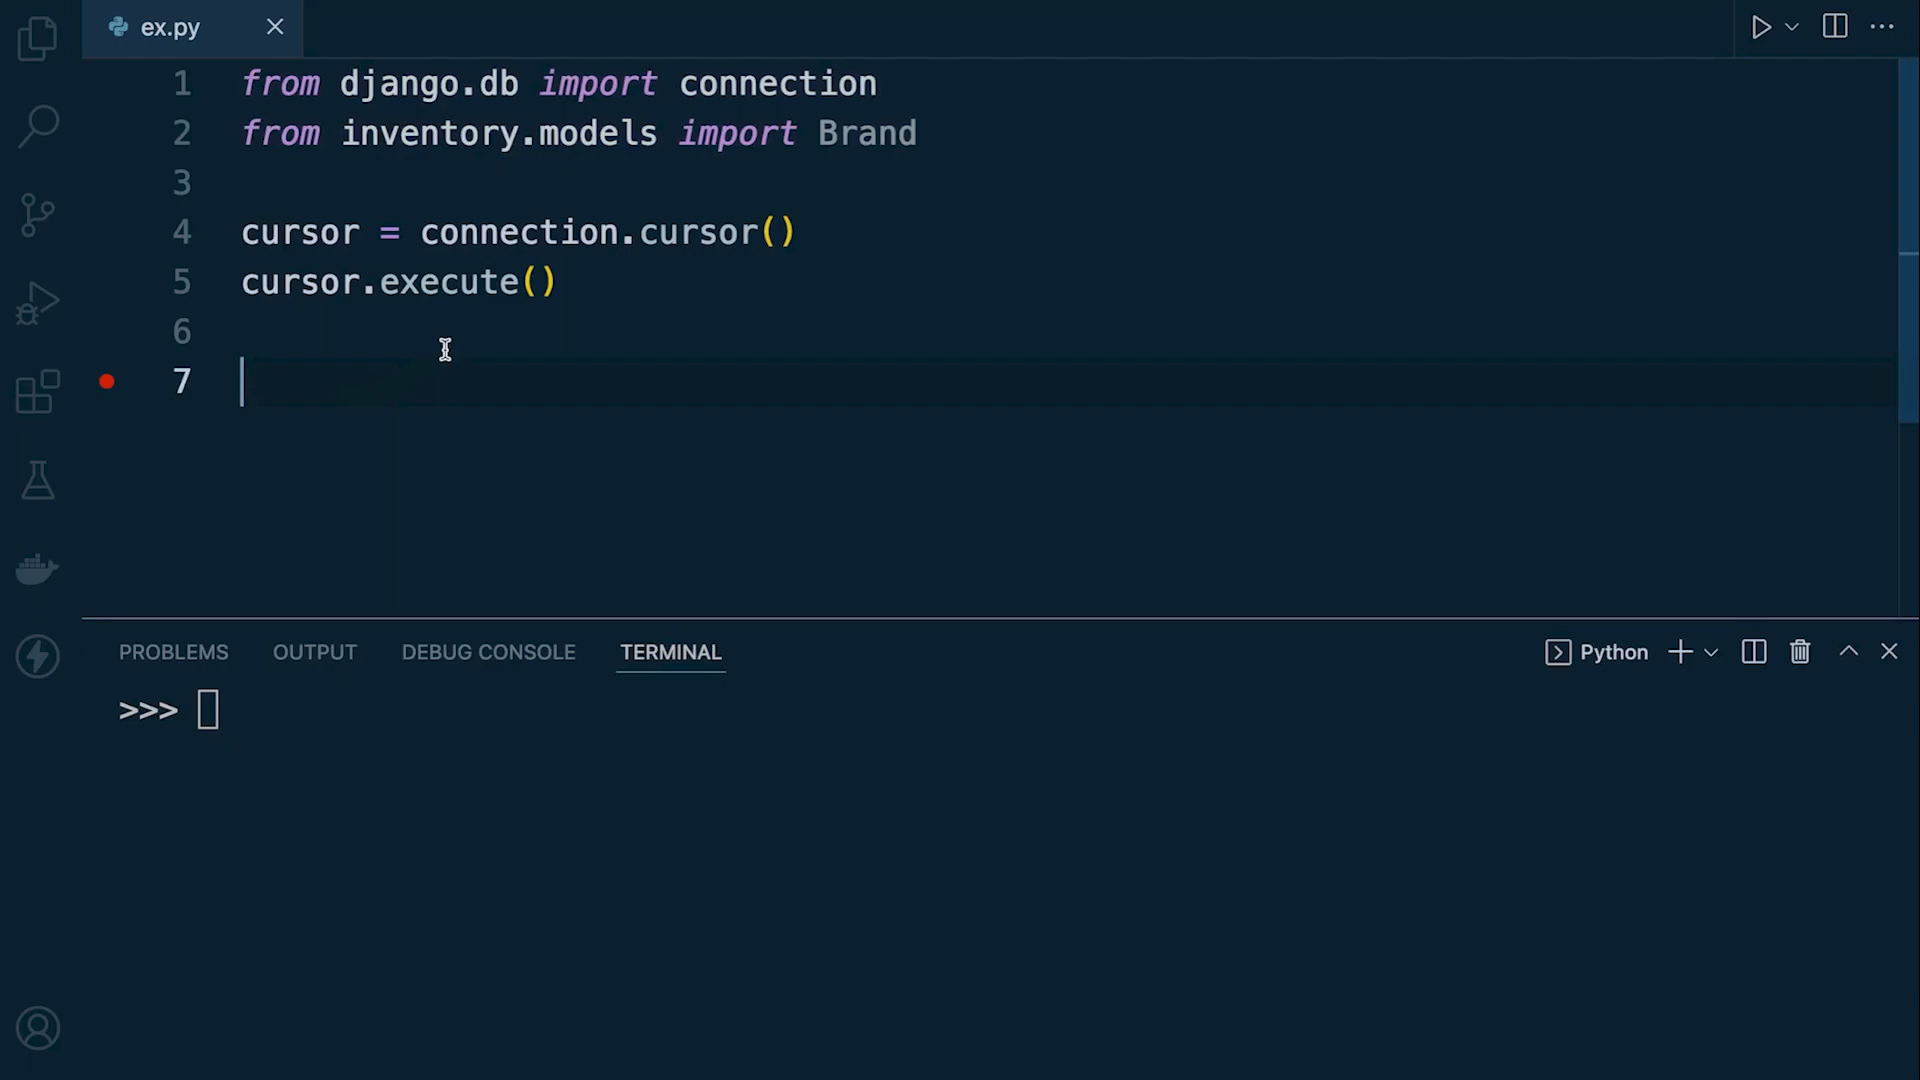 ex.py
1 from django.db import connection
2 from inventory.models import Brand
3
4 cursor = connection.cursor()
5 cursor.execute()
6
7
PROBLEMS OUTPUT DEBUG CONSOLE TERMINAL Python
>>>